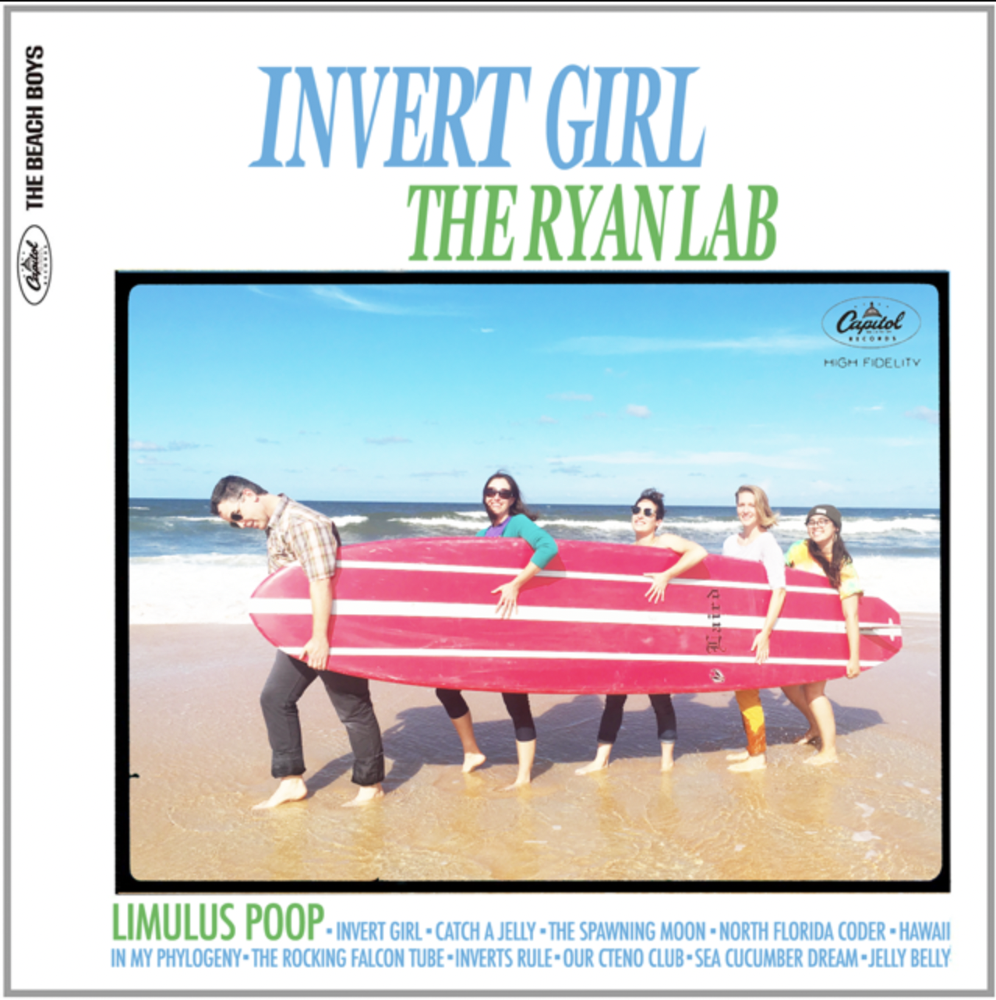 THE BEACH BOYS
Capitol
RECORDS
INVERT GIRL
THE RYAN LAB
Capitol
RECORDS
HIGH FIDELITY
Laird
LIMULUS POOP ▪ INVERT GIRL ▪ CATCH A JELLY ▪ THE SPAWNING MOON ▪ NORTH FLORIDA CODER ▪ HAWAII
IN MY PHYLOGENY ▪ THE ROCKING FALCON TUBE ▪ INVERTS RULE ▪ OUR CTENO CLUB ▪ SEA CUCUMBER DREAM ▪ JELLY BELLY